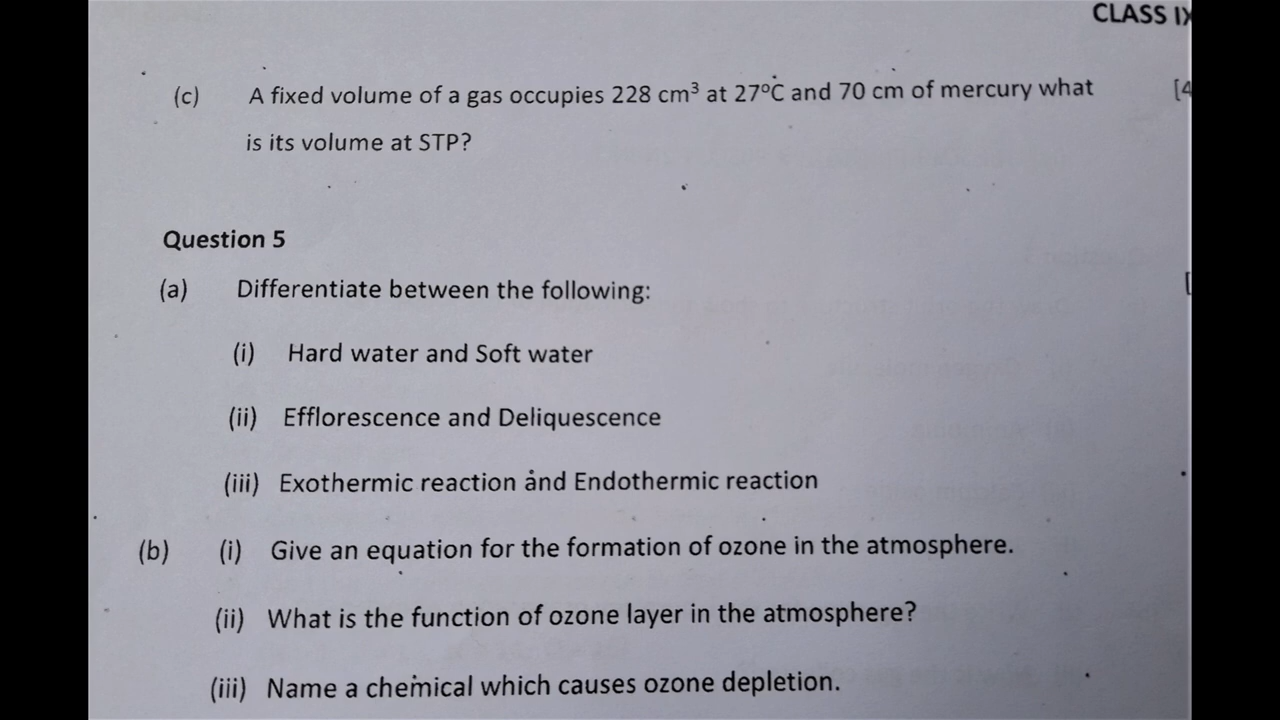 CLASS IX
(c) A fixed volume of a gas occupies 228 cm³ at 27°C and 70 cm of mercury what [4
is its volume at STP?
Question 5
(a) Differentiate between the following: [
(i) Hard water and Soft water
(ii) Efflorescence and Deliquescence
(iii) Exothermic reaction and Endothermic reaction
(b) (i) Give an equation for the formation of ozone in the atmosphere.
(ii) What is the function of ozone layer in the atmosphere?
(iii) Name a chemical which causes ozone depletion.